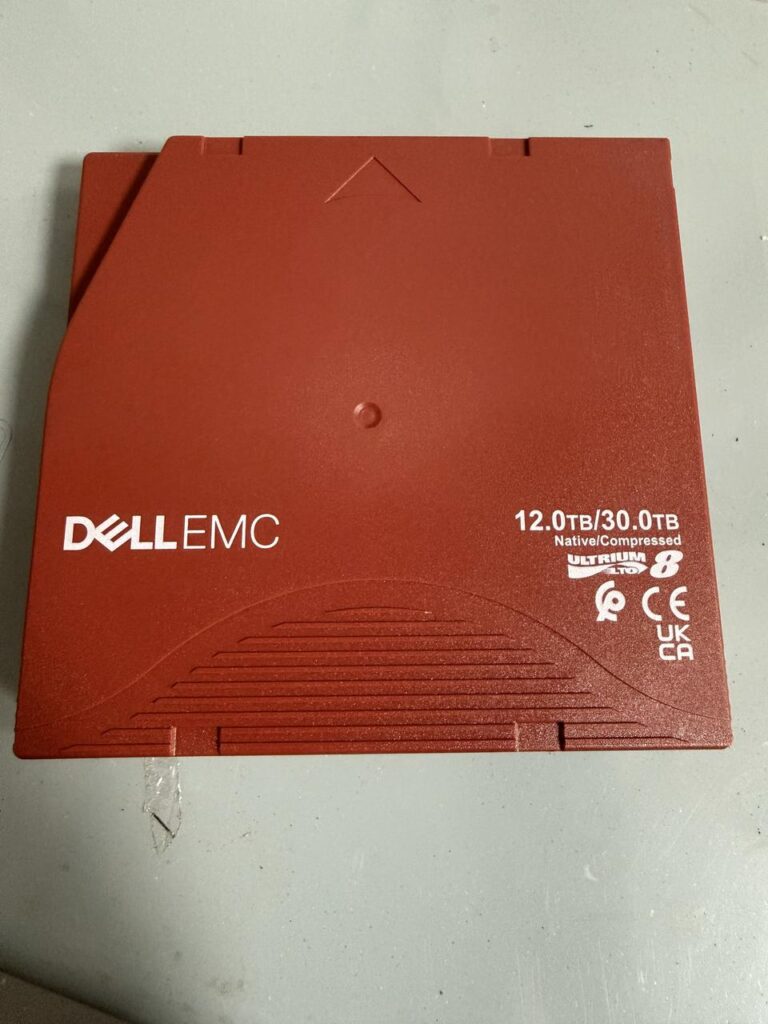 DELLEMC
12.0TB/30.0TB
Native/Compressed
ULTRIUM
LTO 8
CE
UK
CA